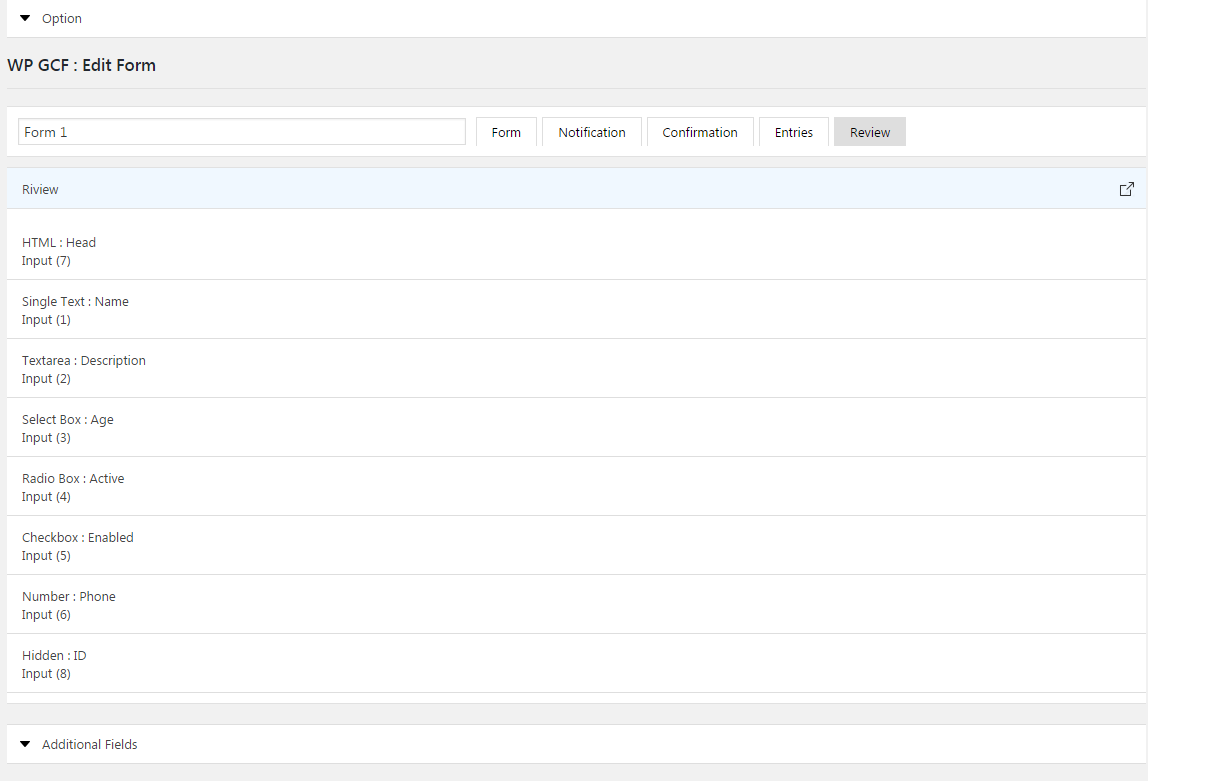 Option
WP GCF : Edit Form
Form 1
Form
Notification
Confirmation
Entries
Review
Riview
HTML : Head
Input (7)
Single Text : Name
Input (1)
Textarea : Description
Input (2)
Select Box : Age
Input (3)
Radio Box : Active
Input (4)
Checkbox : Enabled
Input (5)
Number : Phone
Input (6)
Hidden : ID
Input (8)
Additional Fields